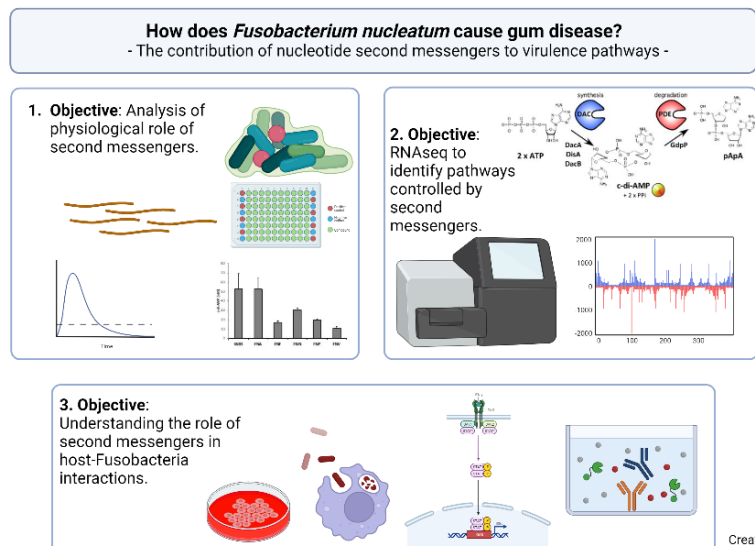 How does Fusobacterium nucleatum cause gum disease?
- The contribution of nucleotide second messengers to virulence pathways -
1. Objective: Analysis of
physiological role of
second messengers.
Time
2. Objective:
RNAseq to
identify pathways
controlled by
second
messengers.
synthesis
degradation
DAC
PDE
2 x ATP
DacA
DisA
DacB
GdpP
pApA
c-di-AMP
+ 2 x PPi
2000
1000
0
-1000
-2000
0
100
200
300
3. Objective:
Understanding the role of
second messengers in
host-Fusobacteria
interactions.
Crea